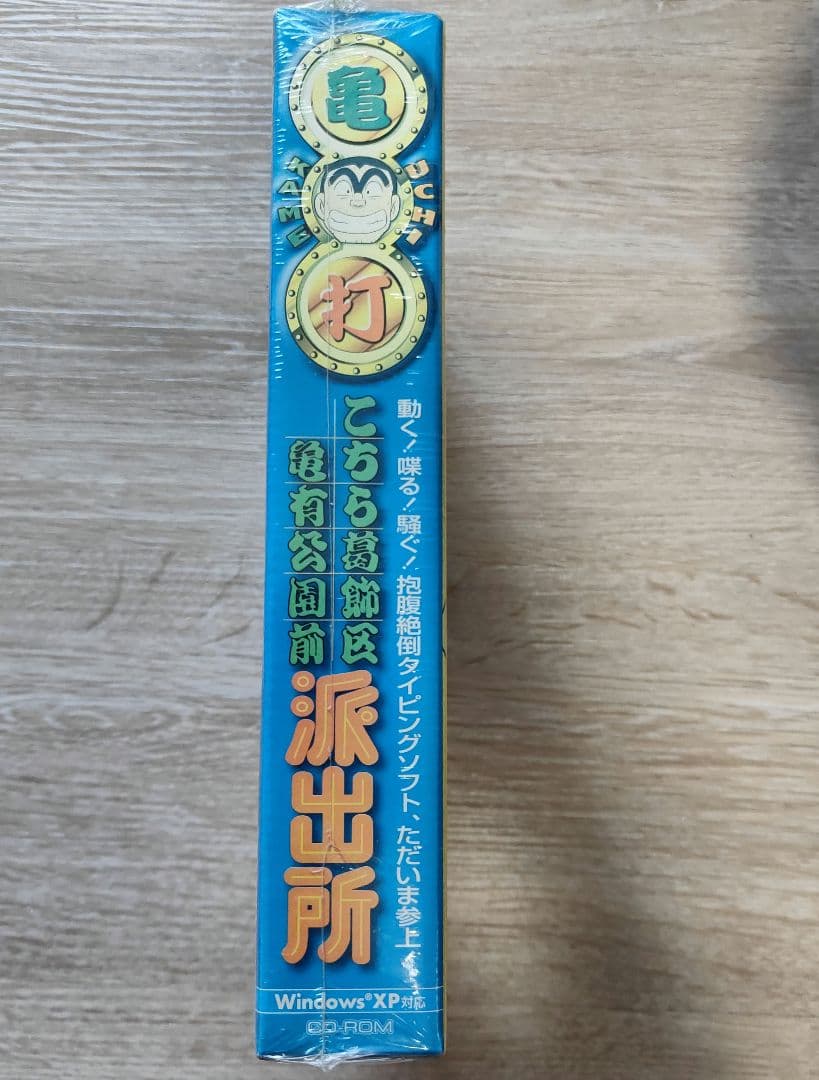 亀
KAME
UCHI
打
動く!喋る!騒ぐ!抱腹絶倒タイピングソフト、ただいま参上!
こちら葛飾区
亀有公園前
派出所
Windows®XP対応
CD-ROM